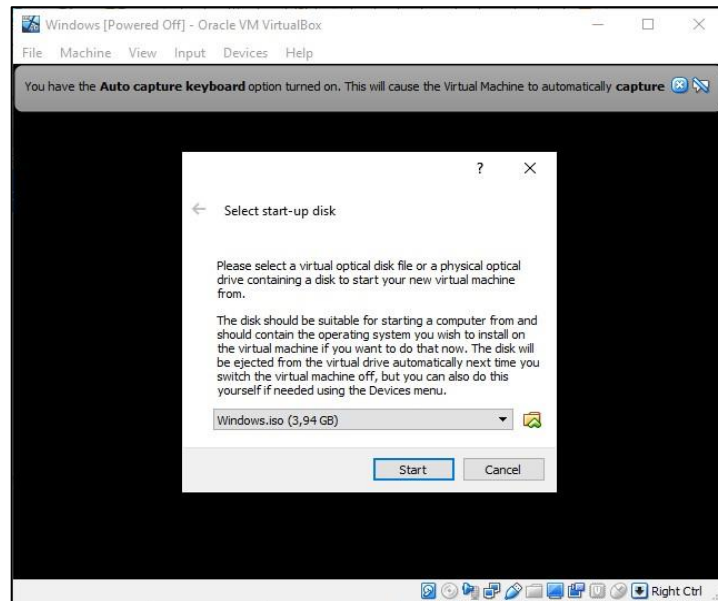 Windows [Powered Off] - Oracle VM VirtualBox
File Machine View Input Devices Help
You have the Auto capture keyboard option turned on. This will cause the Virtual Machine to automatically capture
?
Select start-up disk
Please select a virtual optical disk file or a physical optical
drive containing a disk to start your new virtual machine
from.
The disk should be suitable for starting a computer from and
should contain the operating system you wish to install on
the virtual machine if you want to do that now. The disk will
be ejected from the virtual drive automatically next time you
switch the virtual machine off, but you can also do this
yourself if needed using the Devices menu.
Windows.iso (3,94 GB)
Start Cancel
Right Ctrl